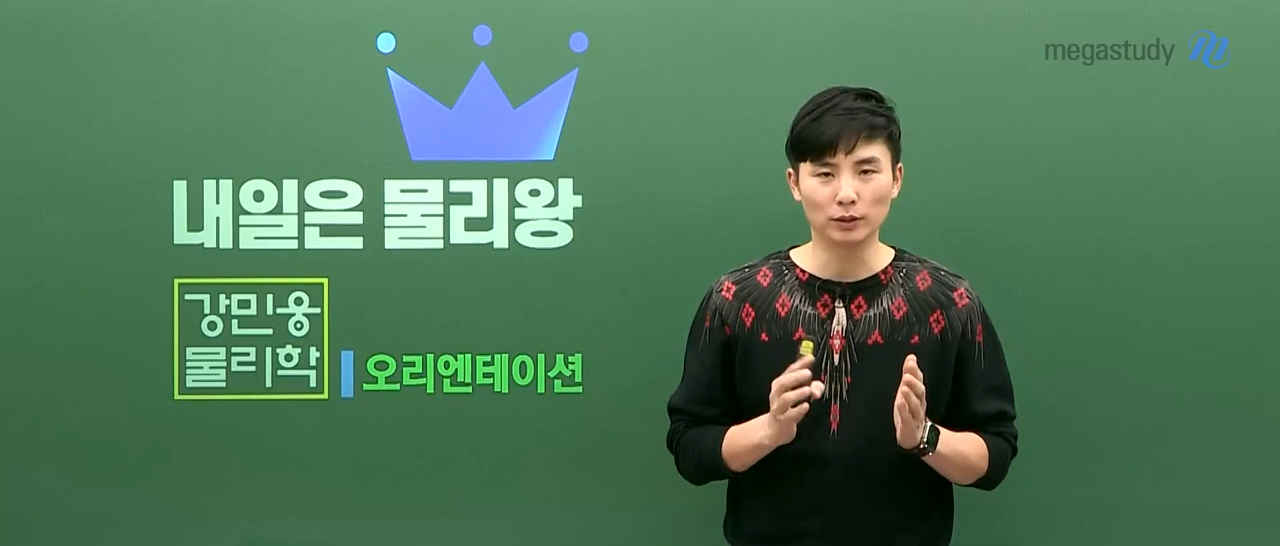 megastudy
내일은 물리왕
강민웅
물리학
오리엔테이션